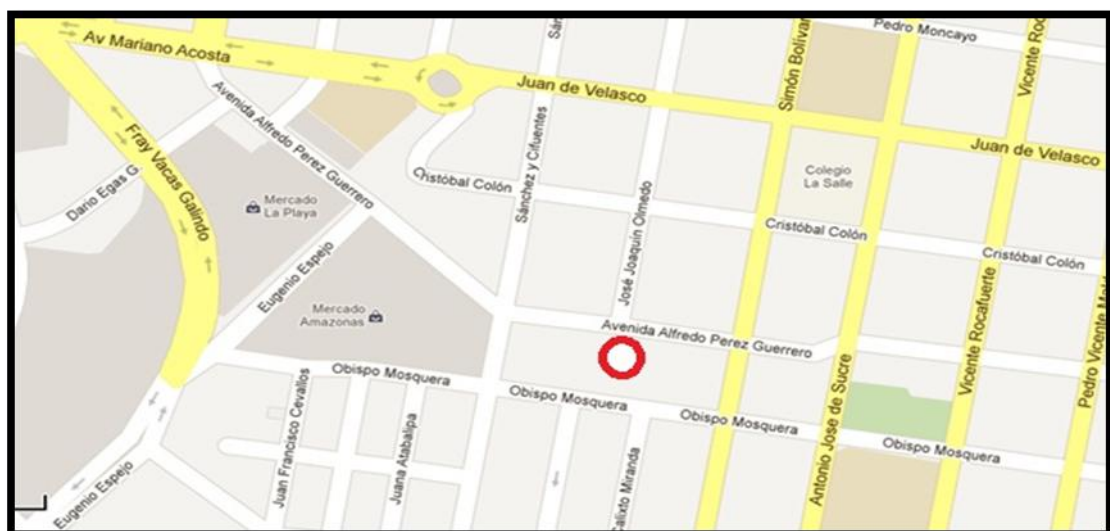 Pedro Moncayo
Av Mariano Acosta
Juan de Velasco
Simón Bolívar
Juan de Velasco
Avenida Alfredo Perez Guerrero
Fray Vacas Galindo
Dario Egas G
Cristóbal Colón
Sánchez y Cifuentes
Colegio
La Salle
Mercado
La Playa
José Joaquín Olmedo
Cristóbal Colón
Cristóbal Colón
Eugenio Espejo
Mercado
Amazonas
Avenida Alfredo Perez Guerrero
Vicente Rocafuerte
Obispo Mosquera
Obispo Mosquera
Obispo Mosquera
Obispo Mosquera
Juan Francisco Cevallos
Juana Atabalipa
Antonio Jose de Sucre
Eugenio Espejo
Vicente
Pedro Vicente
Miranda